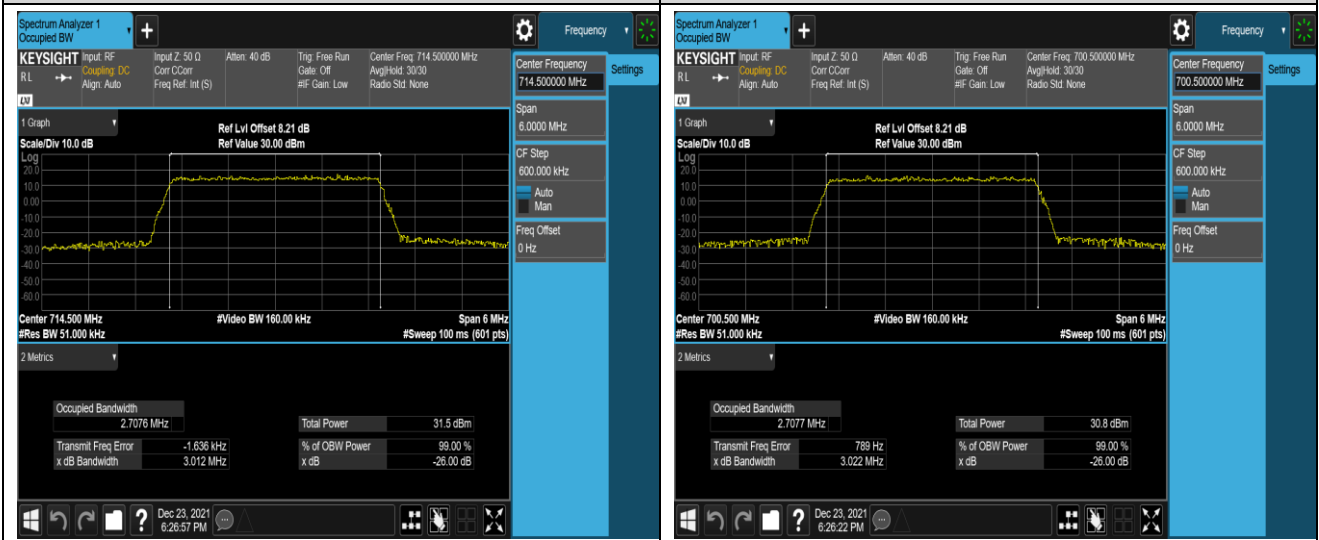 Spectrum Analyzer 1
Occupied BW
+
Frequency
KEYSIGHT
RL
LXI
Input: RF
Coupling: DC
Align: Auto
Input Z: 50 Ω
Corr CCorr
Freq Ref: Int (S)
Atten: 40 dB
Trig: Free Run
Gate: Off
#IF Gain: Low
Center Freq: 714.500000 MHz
Avg|Hold: 30/30
Radio Std: None
Center Frequency
714.500000 MHz
Settings
Span
6.0000 MHz
CF Step
600.000 kHz
Auto
Man
Freq Offset
0 Hz
1 Graph
Ref Lvl Offset 8.21 dB
Scale/Div 10.0 dB
Ref Value 30.00 dBm
Log
20.0
10.0
0.00
-10.0
-20.0
-30.0
-40.0
-50.0
-60.0
Center 714.500 MHz
#Video BW 160.00 kHz
Span 6 MHz
#Res BW 51.000 kHz
#Sweep 100 ms (601 pts)
2 Metrics
Occupied Bandwidth
2.7076 MHz
Total Power 31.5 dBm
Transmit Freq Error -1.636 kHz
% of OBW Power 99.00 %
x dB Bandwidth 3.012 MHz
x dB -26.00 dB
?
Dec 23, 2021
6:26:57 PM
Spectrum Analyzer 1
Occupied BW
+
Frequency
KEYSIGHT
RL
LXI
Input: RF
Coupling: DC
Align: Auto
Input Z: 50 Ω
Corr CCorr
Freq Ref: Int (S)
Atten: 40 dB
Trig: Free Run
Gate: Off
#IF Gain: Low
Center Freq: 700.500000 MHz
Avg|Hold: 30/30
Radio Std: None
Center Frequency
700.500000 MHz
Settings
Span
6.0000 MHz
CF Step
600.000 kHz
Auto
Man
Freq Offset
0 Hz
1 Graph
Ref Lvl Offset 8.21 dB
Scale/Div 10.0 dB
Ref Value 30.00 dBm
Log
20.0
10.0
0.00
-10.0
-20.0
-30.0
-40.0
-50.0
-60.0
Center 700.500 MHz
#Video BW 160.00 kHz
Span 6 MHz
#Res BW 51.000 kHz
#Sweep 100 ms (601 pts)
2 Metrics
Occupied Bandwidth
2.7077 MHz
Total Power 30.8 dBm
Transmit Freq Error 789 Hz
% of OBW Power 99.00 %
x dB Bandwidth 3.022 MHz
x dB -26.00 dB
?
Dec 23, 2021
6:26:22 PM